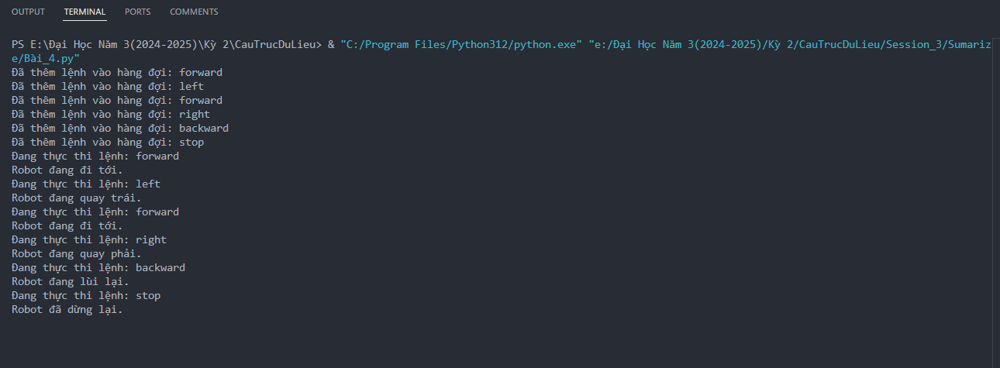 OUTPUT TERMINAL PORTS COMMENTS
PS E:\Đại Học Năm 3(2024-2025)\Kỳ 2\CauTrucDuLieu> & "C:/Program Files/Python312/python.exe" "e:/Đại Học Năm 3(2024-2025)/Kỳ 2/CauTrucDuLieu/Session_3/Sumariz
e/Bài_4.py"
Đã thêm lệnh vào hàng đợi: forward
Đã thêm lệnh vào hàng đợi: left
Đã thêm lệnh vào hàng đợi: forward
Đã thêm lệnh vào hàng đợi: right
Đã thêm lệnh vào hàng đợi: backward
Đã thêm lệnh vào hàng đợi: stop
Đang thực thi lệnh: forward
Robot đang đi tới.
Đang thực thi lệnh: left
Robot đang quay trái.
Đang thực thi lệnh: forward
Robot đang đi tới.
Đang thực thi lệnh: right
Robot đang quay phải.
Đang thực thi lệnh: backward
Robot đang lùi lại.
Đang thực thi lệnh: stop
Robot đã dừng lại.